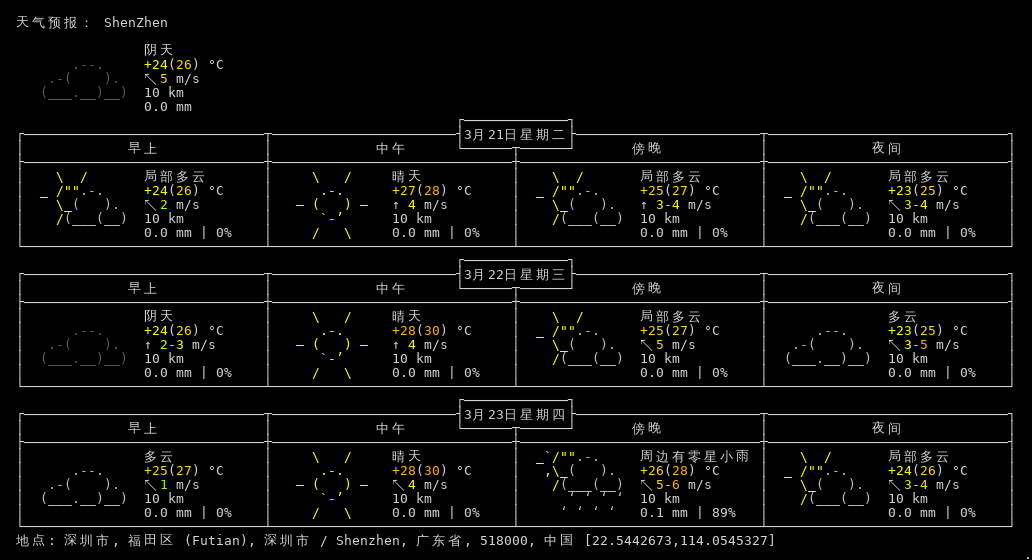 天气预报： ShenZhen
阴天
+24(26) °C
↖ 5 m/s
10 km
0.0 mm
3月21日星期二
早上 中午 傍晚 夜间
局部多云 晴天 局部多云 局部多云
+24(26) °C +27(28) °C +25(27) °C +23(25) °C
↖ 2 m/s ↑ 4 m/s ↑ 3-4 m/s ↖ 3-4 m/s
10 km 10 km 10 km 10 km
0.0 mm | 0% 0.0 mm | 0% 0.0 mm | 0% 0.0 mm | 0%
3月22日星期三
早上 中午 傍晚 夜间
阴天 晴天 局部多云 多云
+24(26) °C +28(30) °C +25(27) °C +23(25) °C
↑ 2-3 m/s ↑ 4 m/s ↖ 5 m/s ↖ 3-5 m/s
10 km 10 km 10 km 10 km
0.0 mm | 0% 0.0 mm | 0% 0.0 mm | 0% 0.0 mm | 0%
3月23日星期四
早上 中午 傍晚 夜间
多云 晴天 周边有零星小雨 局部多云
+25(27) °C +28(30) °C +26(28) °C +24(26) °C
↖ 1 m/s ↖ 4 m/s ↖ 5-6 m/s ↖ 3-4 m/s
10 km 10 km 10 km 10 km
0.0 mm | 0% 0.0 mm | 0% 0.1 mm | 89% 0.0 mm | 0%
地点: 深圳市, 福田区 (Futian), 深圳市 / Shenzhen, 广东省, 518000, 中国 [22.5442673,114.0545327]